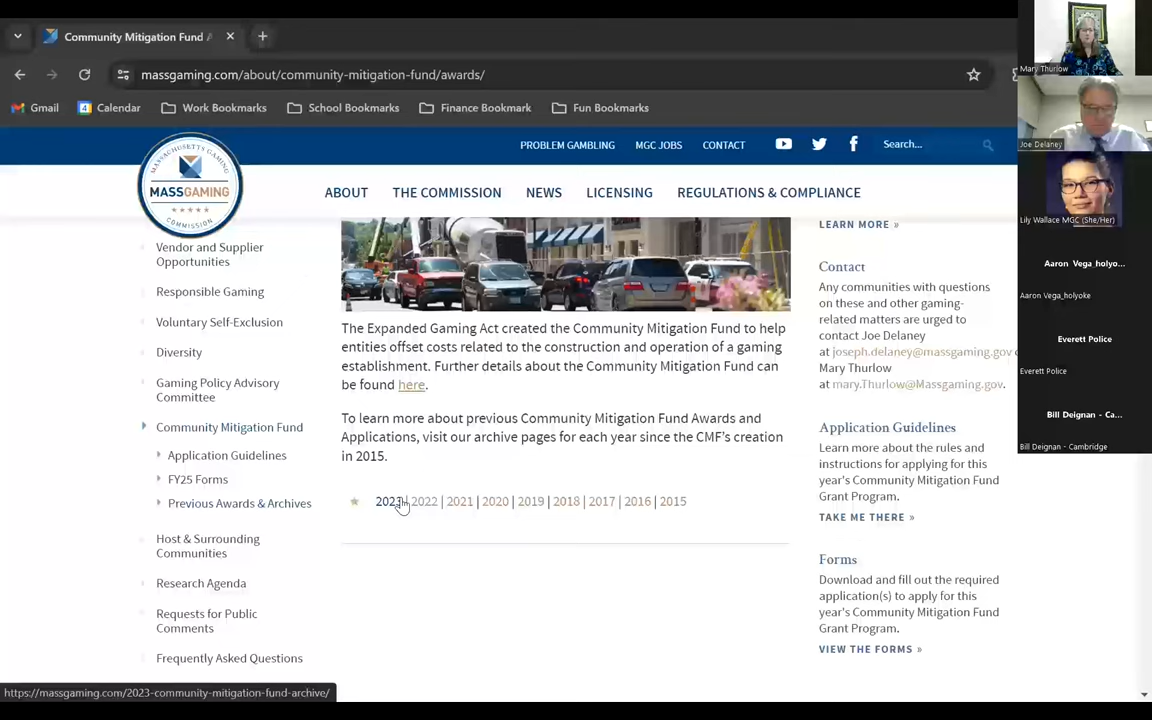 Community Mitigation Fund A
massgaming.com/about/community-mitigation-fund/awards/
Gmail
Calendar
Work Bookmarks
School Bookmarks
Finance Bookmark
Fun Bookmarks
PROBLEM GAMBLING
MGC JOBS
CONTACT
Search...
MASSACHUSETTS GAMING
MASSGAMING
COMMISSION
ABOUT
THE COMMISSION
NEWS
LICENSING
REGULATIONS & COMPLIANCE
Vendor and Supplier
Opportunities
Responsible Gaming
Voluntary Self-Exclusion
Diversity
Gaming Policy Advisory
Committee
Community Mitigation Fund
Application Guidelines
FY25 Forms
Previous Awards & Archives
Host & Surrounding
Communities
Research Agenda
Requests for Public
Comments
Frequently Asked Questions
The Expanded Gaming Act created the Community Mitigation Fund to help
entities offset costs related to the construction and operation of a gaming
establishment. Further details about the Community Mitigation Fund can
be found here.
To learn more about previous Community Mitigation Fund Awards and
Applications, visit our archive pages for each year since the CMF's creation
in 2015.
2023 | 2022 | 2021 | 2020 | 2019 | 2018 | 2017 | 2016 | 2015
LEARN MORE »
Contact
Any communities with questions
on these and other gaming-
related matters are urged to
contact Joe Delaney
at joseph.delaney@massgaming.gov
Mary Thurlow
at mary.Thurlow@Massgaming.gov.
Application Guidelines
Learn more about the rules and
instructions for applying for this
year's Community Mitigation Fund
Grant Program.
TAKE ME THERE »
Forms
Download and fill out the required
application(s) to apply for this
year's Community Mitigation Fund
Grant Program.
VIEW THE FORMS »
Mary Thurlow
Joe Delaney
Lily Wallace MGC (She/Her)
Aaron Vega_holyo...
Aaron Vega_holyoke
Everett Police
Everett Police
Bill Deignan - Ca...
Bill Deignan - Cambridge
https://massgaming.com/2023-community-mitigation-fund-archive/